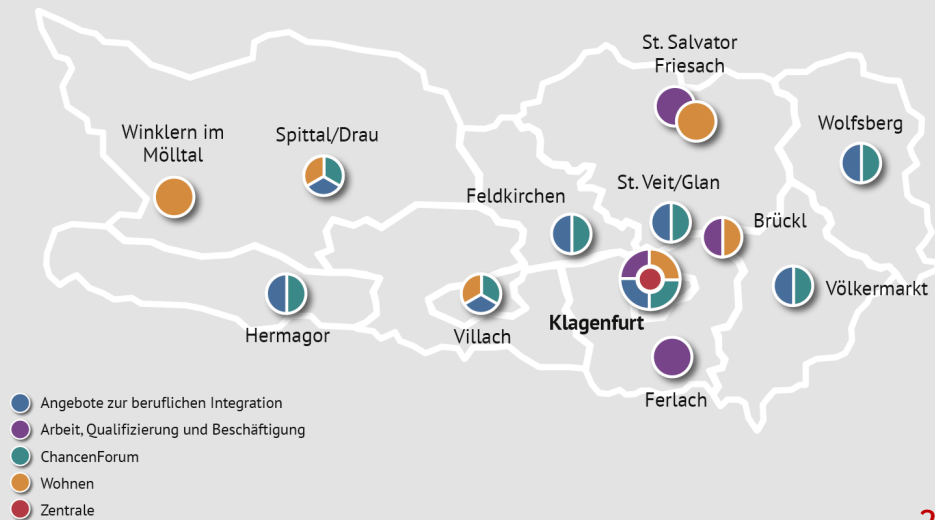 St. Salvator
Friesach
Wolfsberg
Winklern im
Mölltal
Spittal/Drau
St. Veit/Glan
Feldkirchen
Brückl
Völkermarkt
Klagenfurt
Hermagor
Villach
Ferlach
Angebote zur beruflichen Integration
Arbeit, Qualifizierung und Beschäftigung
ChancenForum
Wohnen
Zentrale